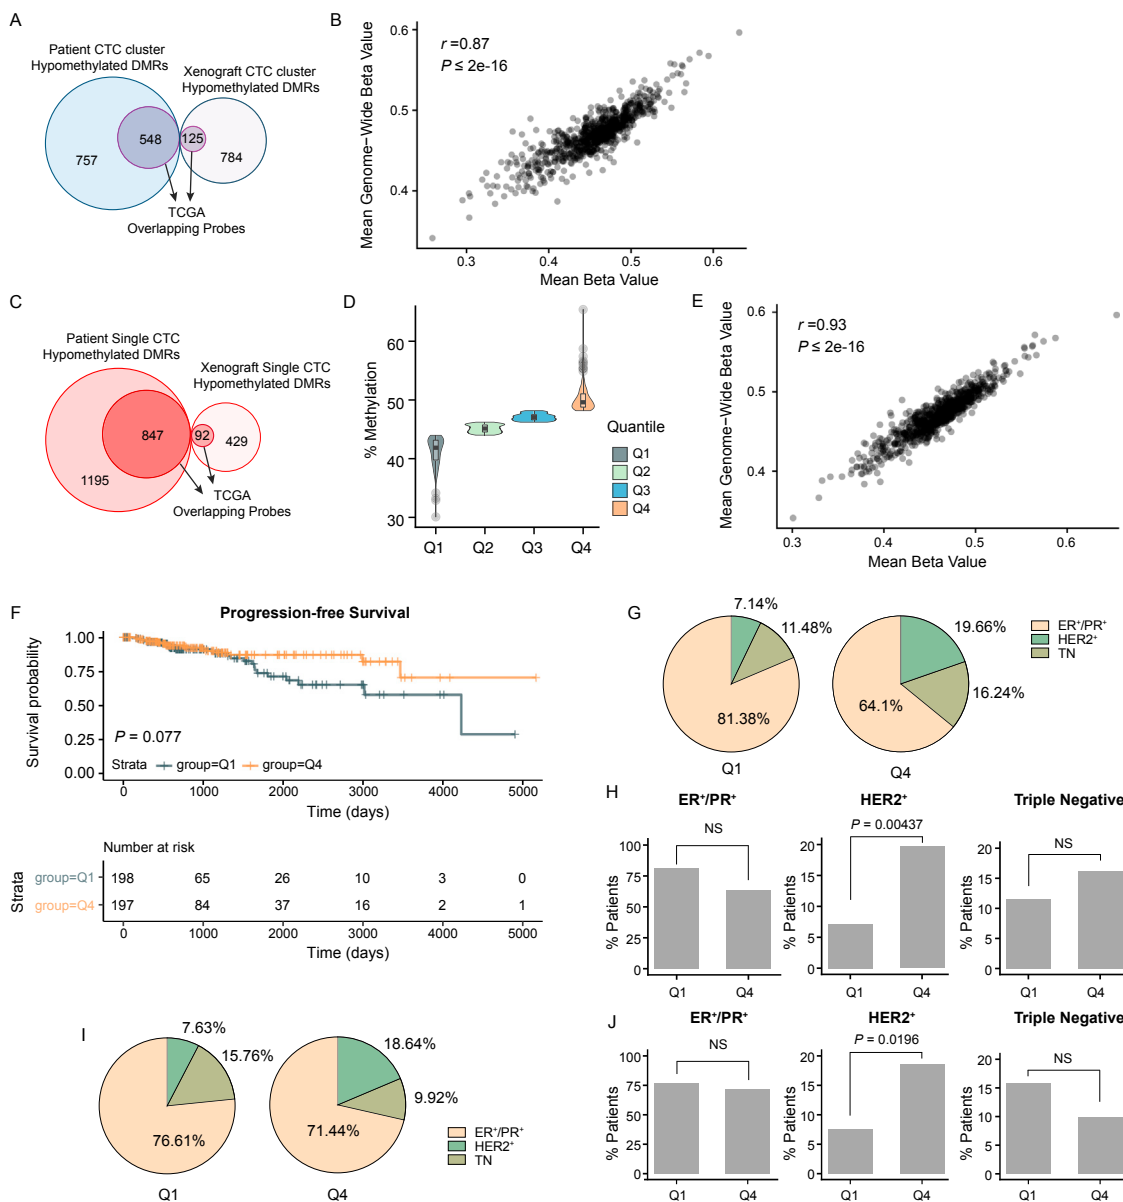 A
Patient CTC cluster
Hypomethylated DMRs
Xenograft CTC cluster
Hypomethylated DMRs
757
548
125
784
TCGA
Overlapping Probes
B
r=0.87
P ≤ 2e-16
Mean Genome−Wide Beta Value
0.6
0.5
0.4
0.3
0.4
0.5
0.6
Mean Beta Value
C
Patient Single CTC
Hypomethylated DMRs
Xenograft Single CTC
Hypomethylated DMRs
847
92
429
1195
TCGA
Overlapping Probes
D
% Methylation
60
50
40
30
Q1
Q2
Q3
Q4
Quantile
Q1
Q2
Q3
Q4
E
r=0.93
P ≤ 2e-16
Mean Genome−Wide Beta Value
0.6
0.5
0.4
0.3
0.4
0.5
0.6
Mean Beta Value
F
Progression-free Survival
Survival probability
1.00
0.75
0.50
0.25
0.00
P = 0.077
Strata group=Q1 group=Q4
0 1000 2000 3000 4000 5000
Time (days)
Number at risk
Strata
group=Q1 198 65 26 10 3 0
group=Q4 197 84 37 16 2 1
0 1000 2000 3000 4000 5000
Time (days)
G
7.14%
11.48%
81.38%
Q1
19.66%
16.24%
64.1%
Q4
ER⁺/PR⁺
HER2⁺
TN
H
ER⁺/PR⁺
NS
% Patients
100
75
50
25
0
Q1
Q4
HER2⁺
P = 0.00437
% Patients
20
15
10
5
0
Q1
Q4
Triple Negative
NS
% Patients
20
15
10
5
0
Q1
Q4
I
7.63%
15.76%
76.61%
Q1
18.64%
9.92%
71.44%
Q4
ER⁺/PR⁺
HER2⁺
TN
J
ER⁺/PR⁺
NS
% Patients
100
75
50
25
0
Q1
Q4
HER2⁺
P = 0.0196
% Patients
20
15
10
5
0
Q1
Q4
Triple Negative
NS
% Patients
20
15
10
5
0
Q1
Q4